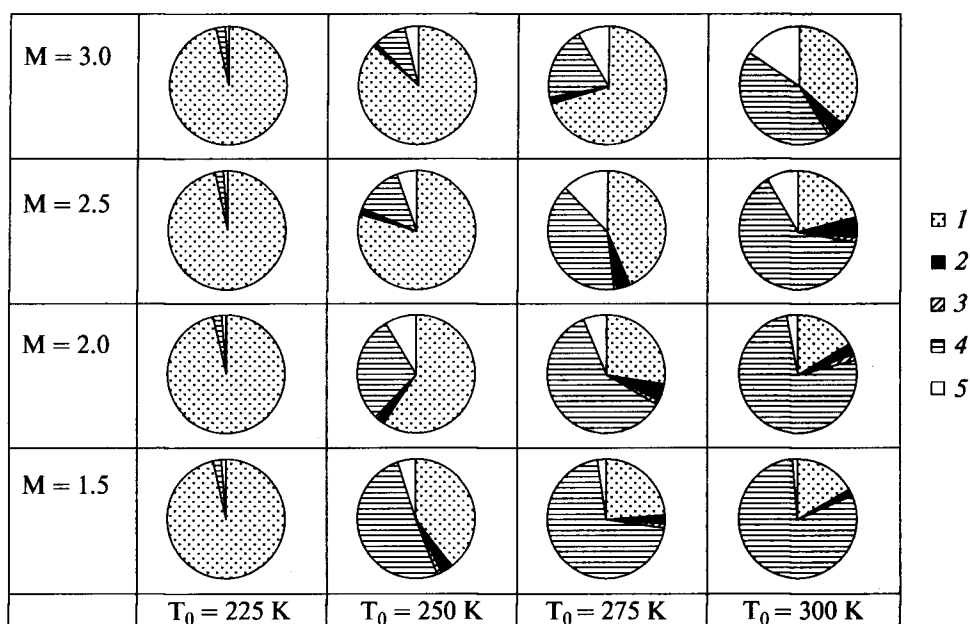 M = 3.0
M = 2.5
M = 2.0
M = 1.5
T₀ = 225 K
T₀ = 250 K
T₀ = 275 K
T₀ = 300 K
1
2
3
4
5